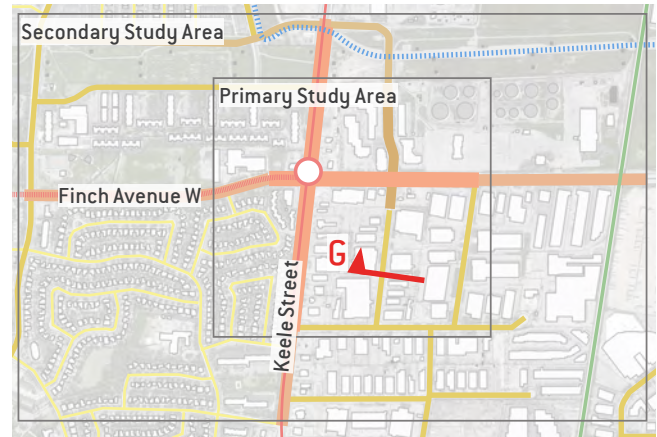 Secondary Study Area
Primary Study Area
Finch Avenue W
G
Keele Street